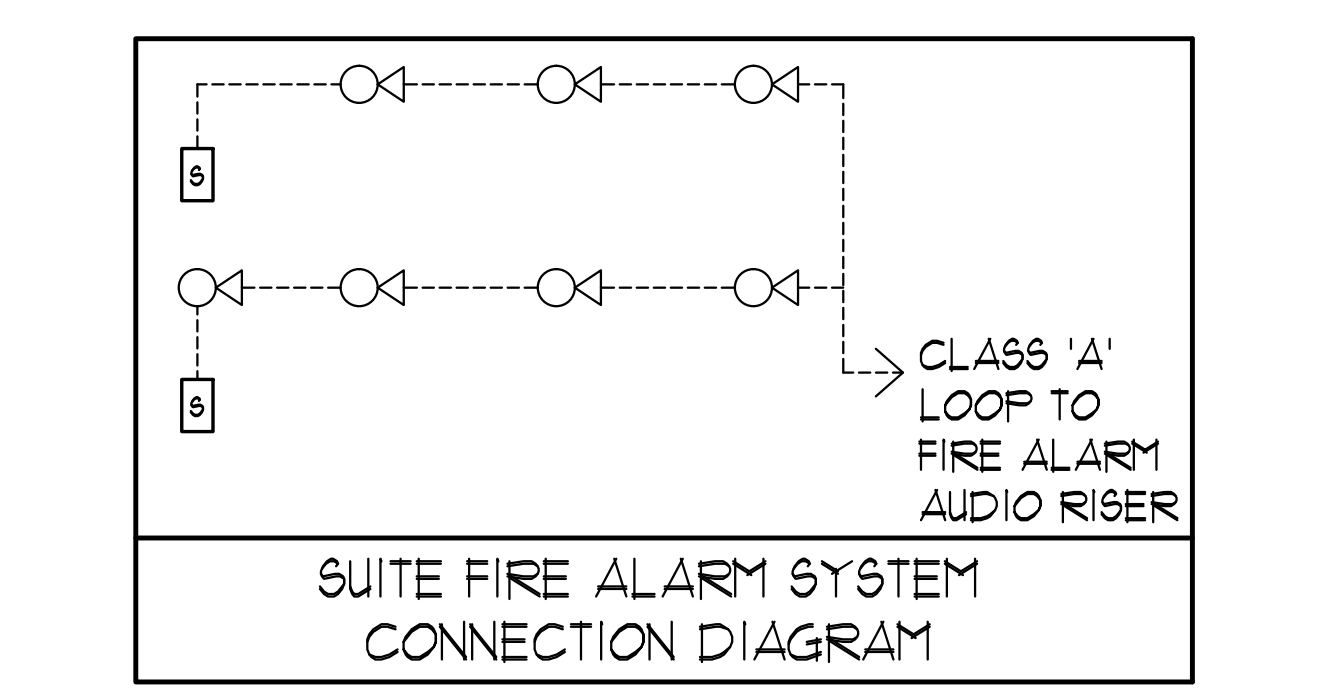 S
S
CLASS 'A'
LOOP TO
FIRE ALARM
AUDIO RISER
SUITE FIRE ALARM SYSTEM
CONNECTION DIAGRAM